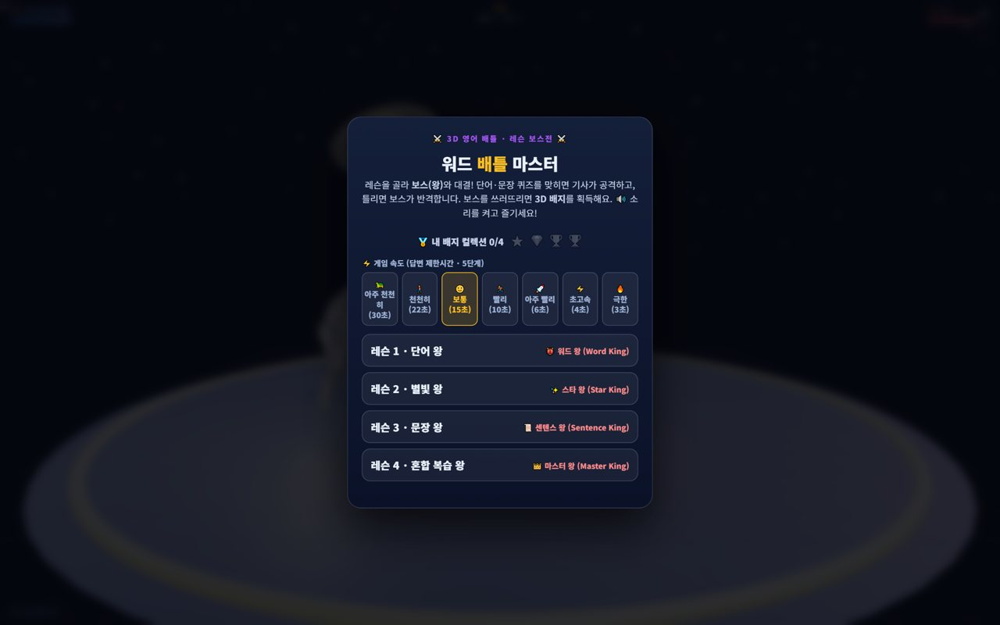 ⚔️ 3D 영어 배틀 · 레슨 보스전 ⚔️
워드 배틀 마스터
레슨을 골라 보스(왕)와 대결! 단어·문장 퀴즈를 맞히면 기사가 공격하고,
틀리면 보스가 반격합니다. 보스를 쓰러뜨리면 3D 배지를 획득해요. 🔊 소
리를 켜고 즐기세요!
🏅 내 배지 컬렉션 0/4
⚡ 게임 속도 (답변 제한시간 · 5단계)
아주 천천
히
(30초)
천천히
(22초)
보통
(15초)
빨리
(10초)
아주 빨리
(6초)
초고속
(4초)
극한
(3초)
레슨 1 · 단어 왕
👹 워드 왕 (Word King)
레슨 2 · 별빛 왕
✨ 스타 왕 (Star King)
레슨 3 · 문장 왕
📜 센텐스 왕 (Sentence King)
레슨 4 · 혼합 복습 왕
👑 마스터 왕 (Master King)